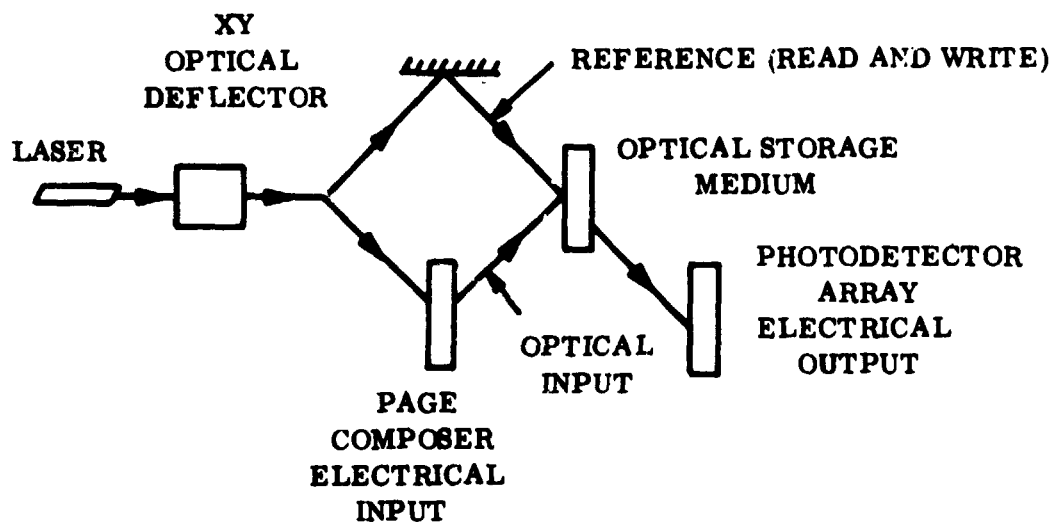 XY
OPTICAL
DEFLECTOR
LASER
REFERENCE (READ AND WRITE)
OPTICAL STORAGE
MEDIUM
PHOTODETECTOR
ARRAY
ELECTRICAL
OUTPUT
OPTICAL
INPUT
PAGE
COMPOSER
ELECTRICAL
INPUT